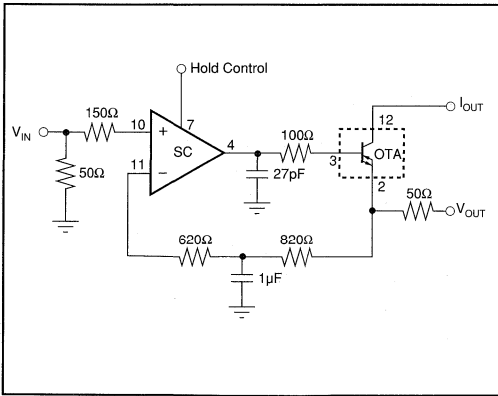 Hold Control
150Ω
V_IN
10
+
7
SC
4
100Ω
12
I_OUT
3
OTA
50Ω
11
–
27pF
2
50Ω
V_OUT
620Ω
820Ω
1µF